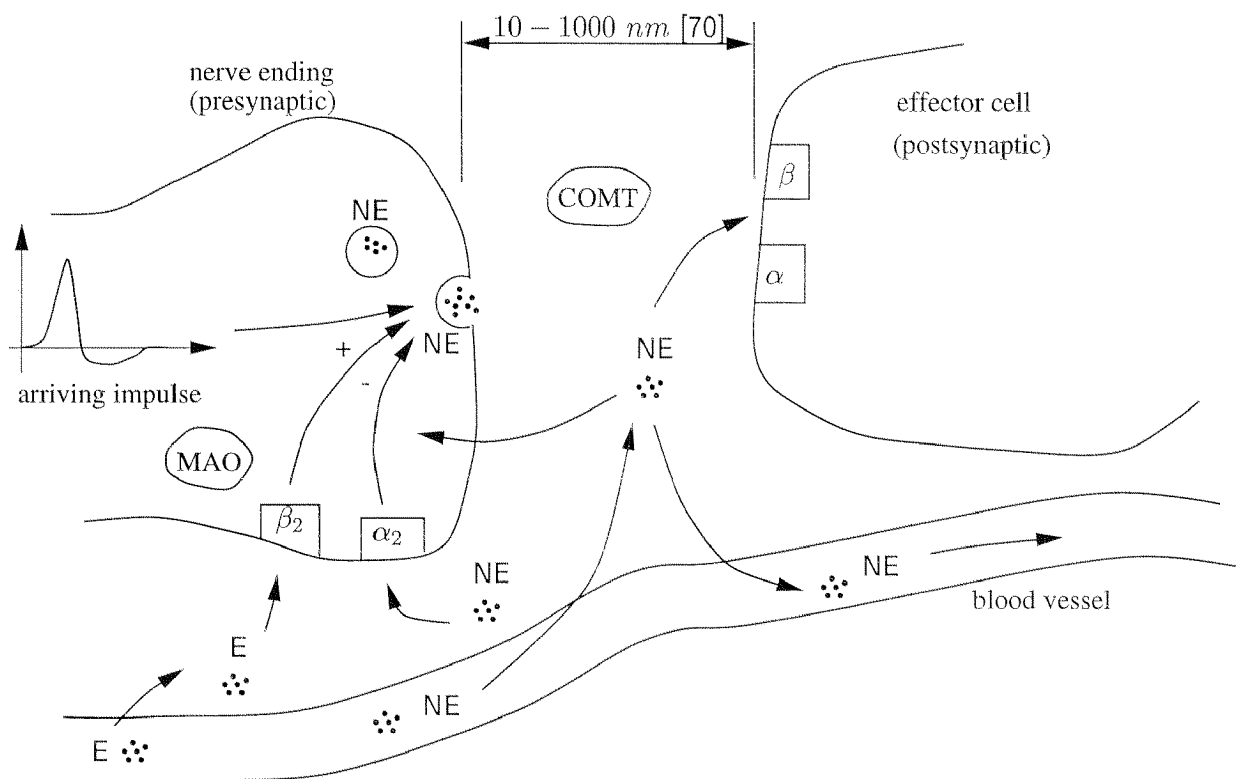 10 – 1000 nm [70]
nerve ending
(presynaptic)
effector cell
(postsynaptic)
β
COMT
NE
α
NE
NE
+
-
arriving impulse
MAO
β₂
α₂
NE
NE
blood vessel
E
NE
E